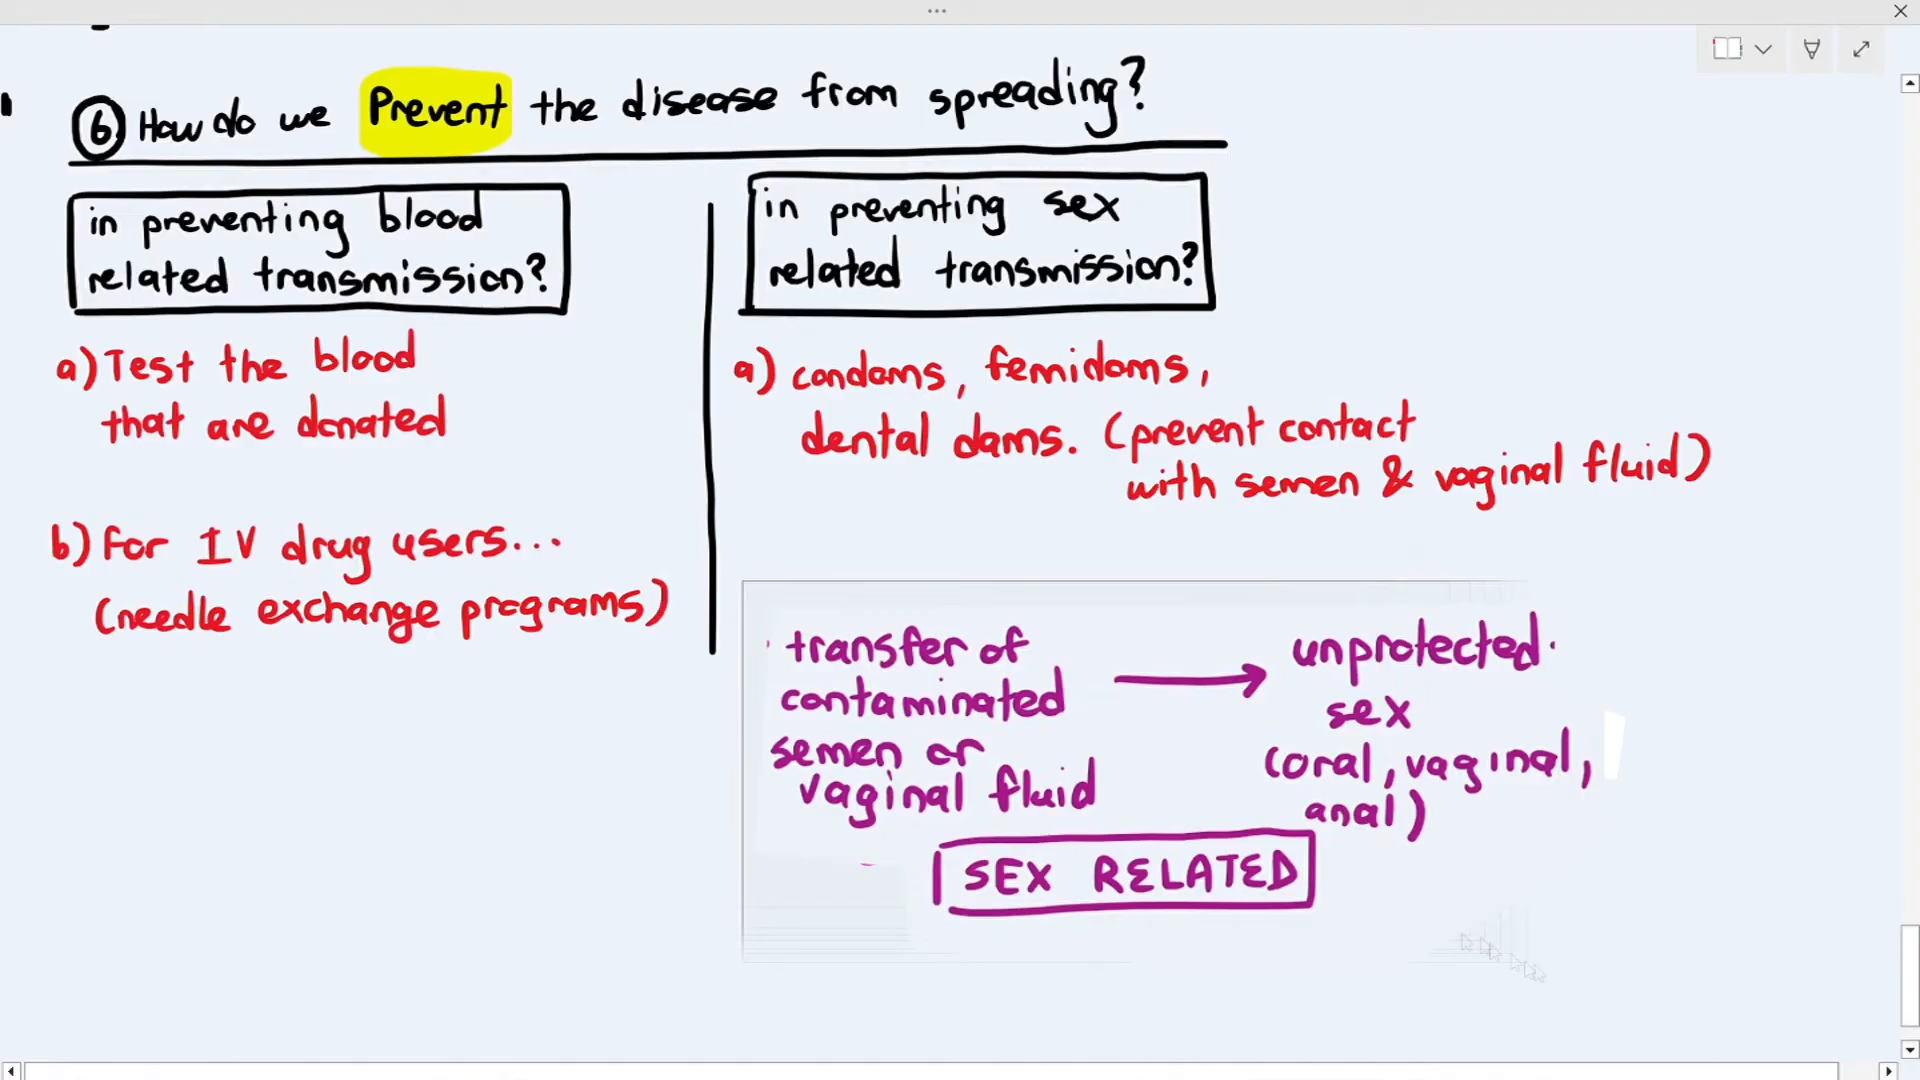 ⑥ How do we Prevent the disease from spreading?
in preventing blood
related transmission?
a) Test the blood
that are donated
b) For IV drug users...
(needle exchange programs)
in preventing sex
related transmission?
a) condoms, femidoms,
dental dams. (prevent contact
with semen & vaginal fluid)
transfer of
contaminated
semen or
vaginal fluid
unprotected
sex
(oral, vaginal,
anal)
SEX RELATED